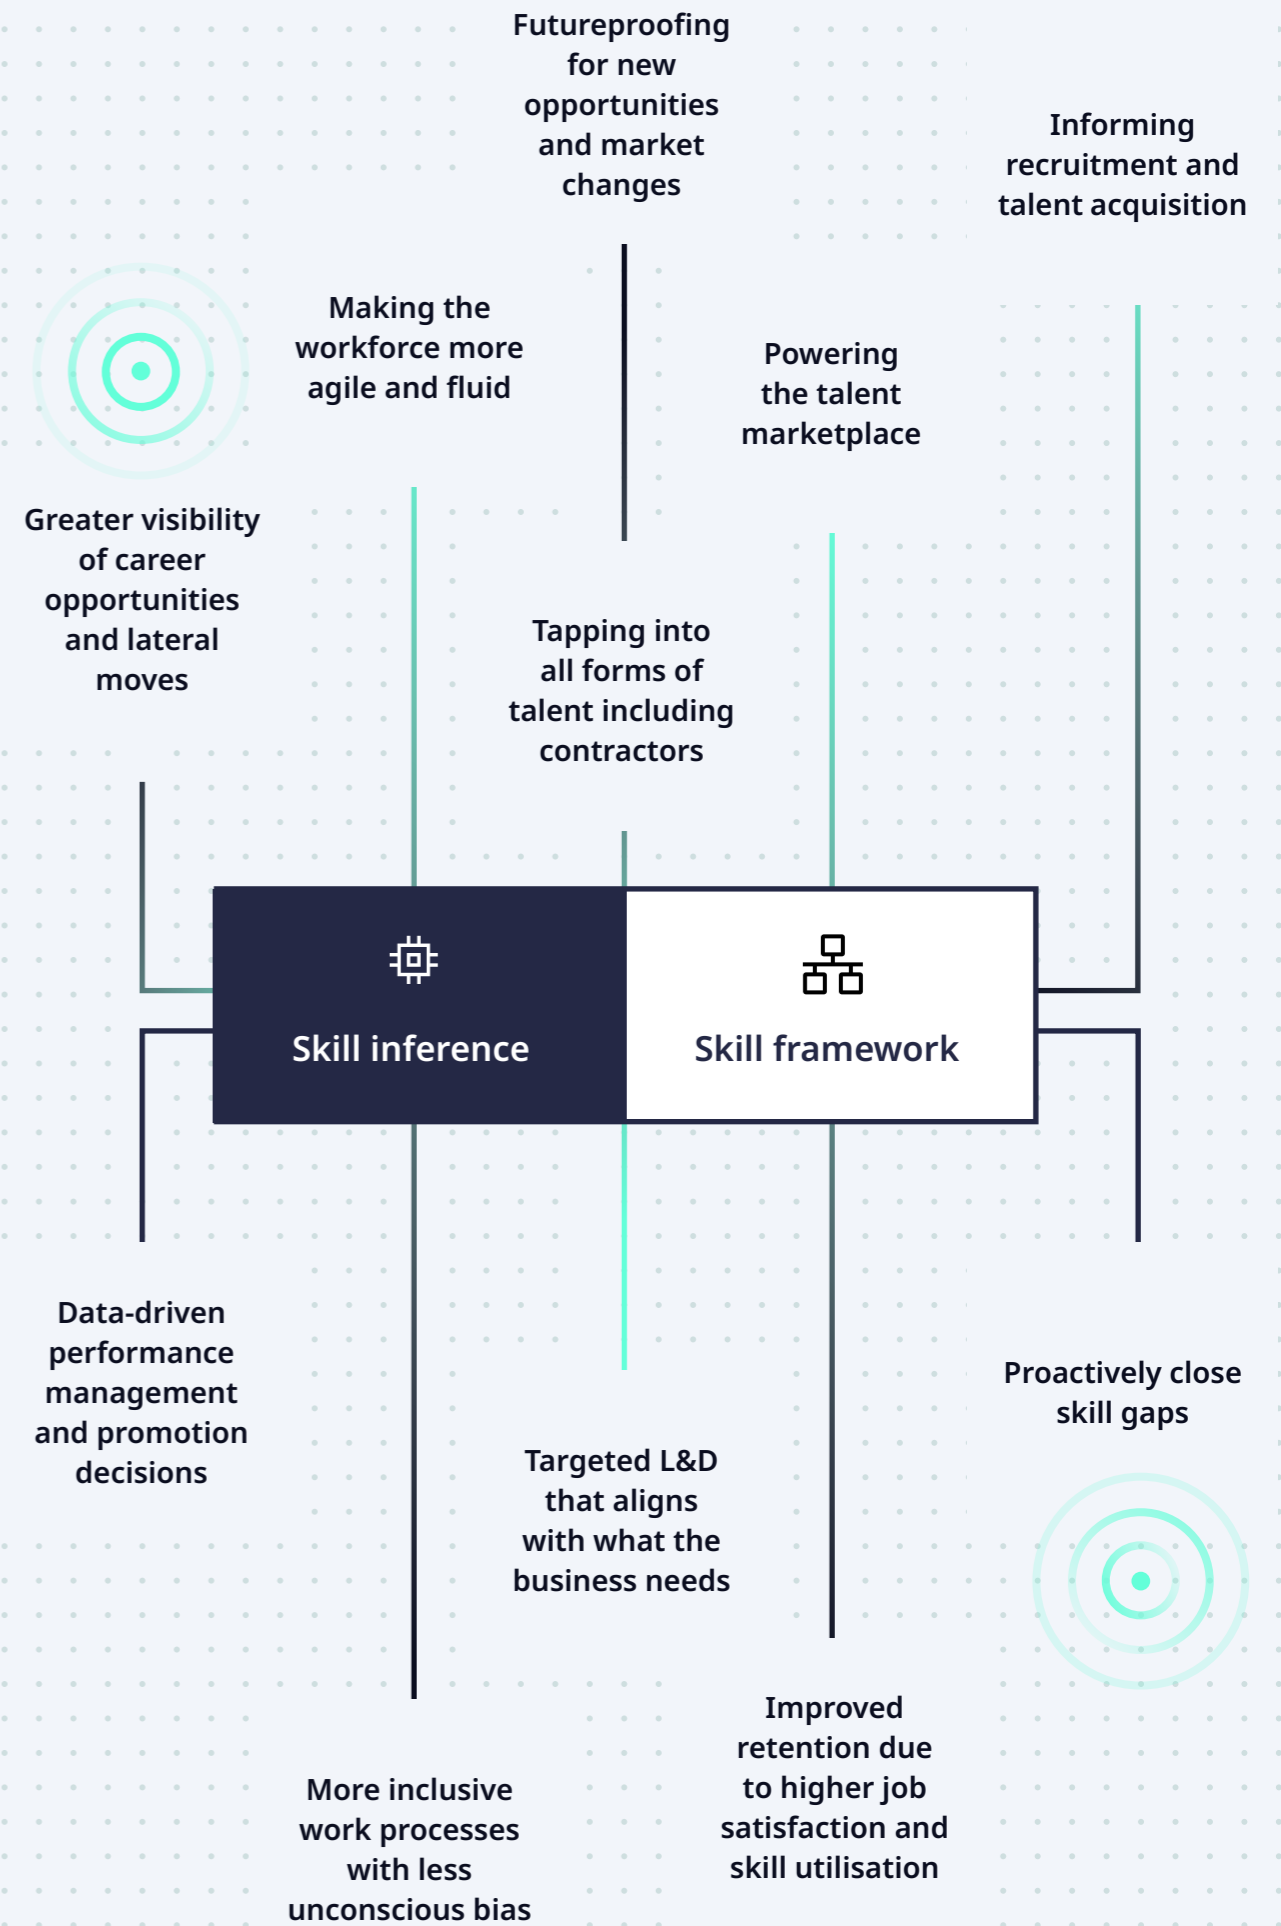 Futureproofing
for new
opportunities
and market
changes
Informing
recruitment and
talent acquisition
Making the
workforce more
agile and fluid
Powering
the talent
marketplace
Greater visibility
of career
opportunities
and lateral
moves
Tapping into
all forms of
talent including
contractors
Skill inference
Skill framework
Data-driven
performance
management
and promotion
decisions
Proactively close
skill gaps
Targeted L&D
that aligns
with what the
business needs
Improved
retention due
to higher job
satisfaction and
skill utilisation
More inclusive
work processes
with less
unconscious bias